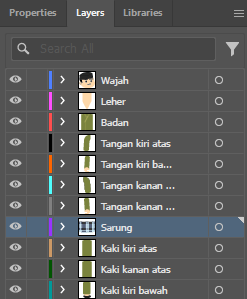 Properties Layers Libraries
Search All
Wajah
Leher
Badan
Tangan kiri atas
Tangan kiri ba...
Tangan kanan ...
Tangan kanan ...
Sarung
Kaki kiri atas
Kaki kanan atas
Kaki kiri bawah